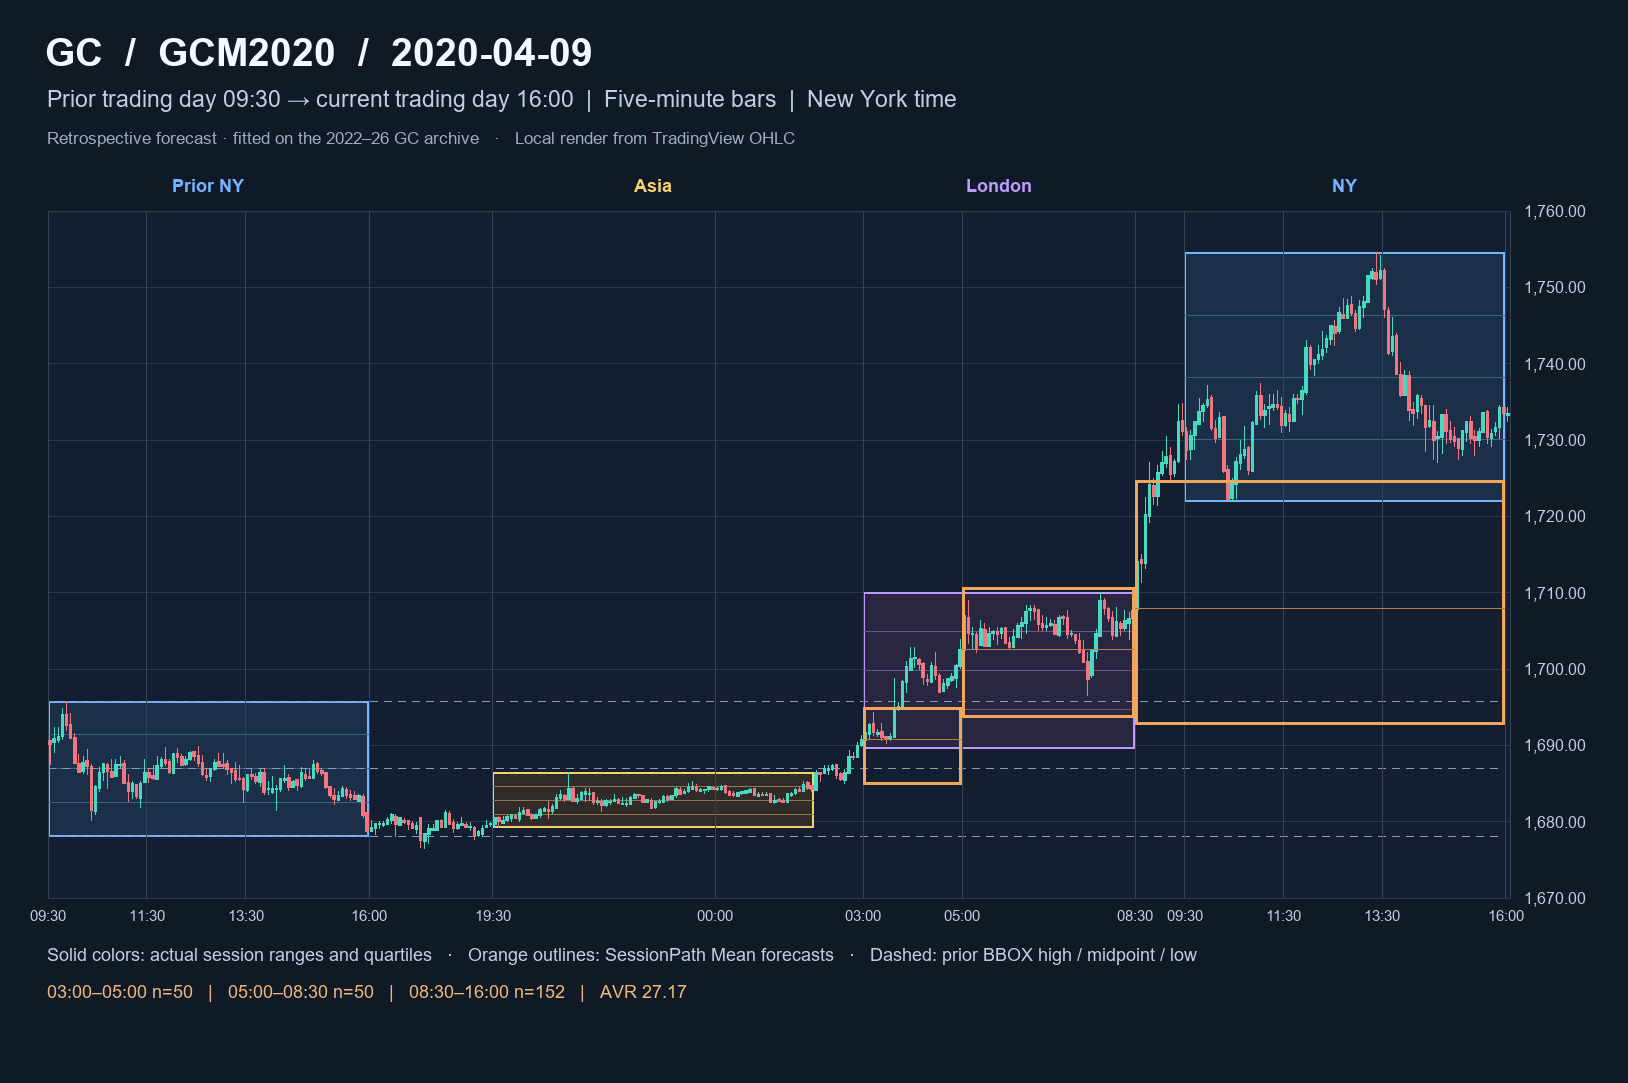 GC / GCM2020 / 2020-04-09
Prior trading day 09:30 → current trading day 16:00 | Five-minute bars | New York time
Retrospective forecast · fitted on the 2022–26 GC archive · Local render from TradingView OHLC
Prior NY Asia London NY
1,760.00
1,750.00
1,740.00
1,730.00
1,720.00
1,710.00
1,700.00
1,690.00
1,680.00
1,670.00
09:30 11:30 13:30 16:00 19:30 00:00 03:00 05:00 08:30 09:30 11:30 13:30 16:00
Solid colors: actual session ranges and quartiles · Orange outlines: SessionPath Mean forecasts · Dashed: prior BBOX high / midpoint / low
03:00–05:00 n=50 | 05:00–08:30 n=50 | 08:30–16:00 n=152 | AVR 27.17